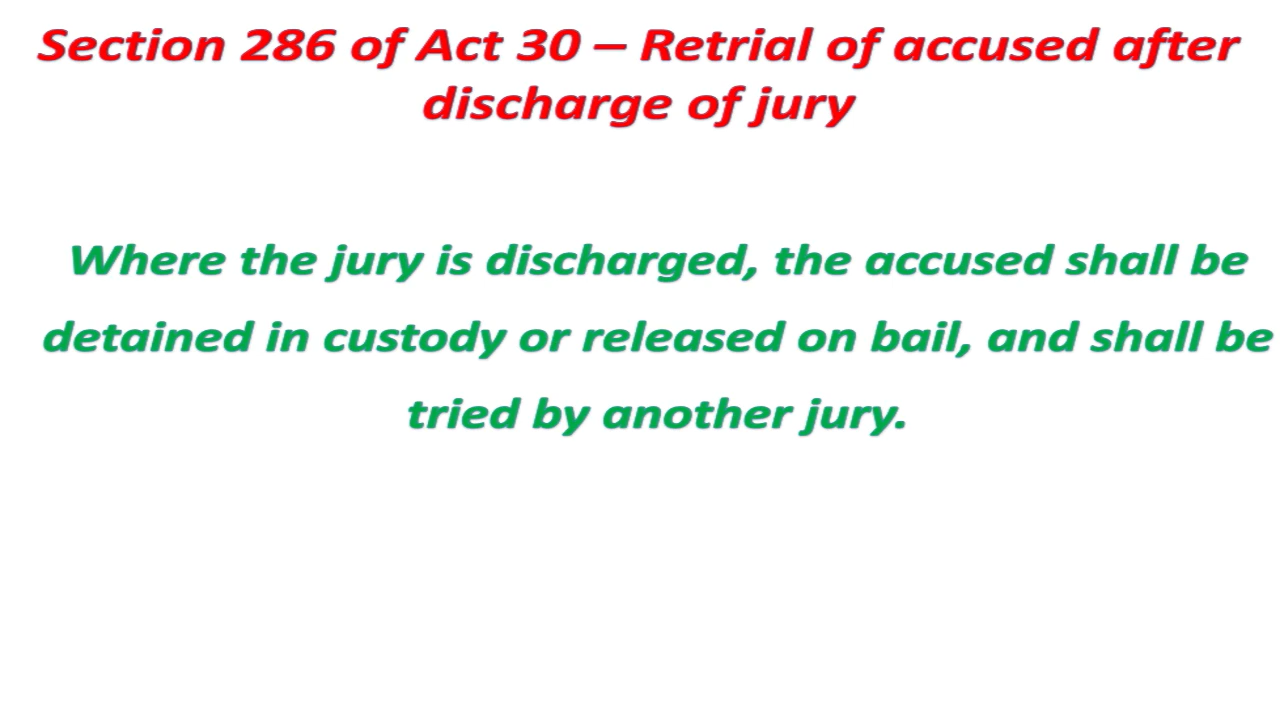 Section 286 of Act 30 – Retrial of accused after
discharge of jury
Where the jury is discharged, the accused shall be
detained in custody or released on bail, and shall be
tried by another jury.